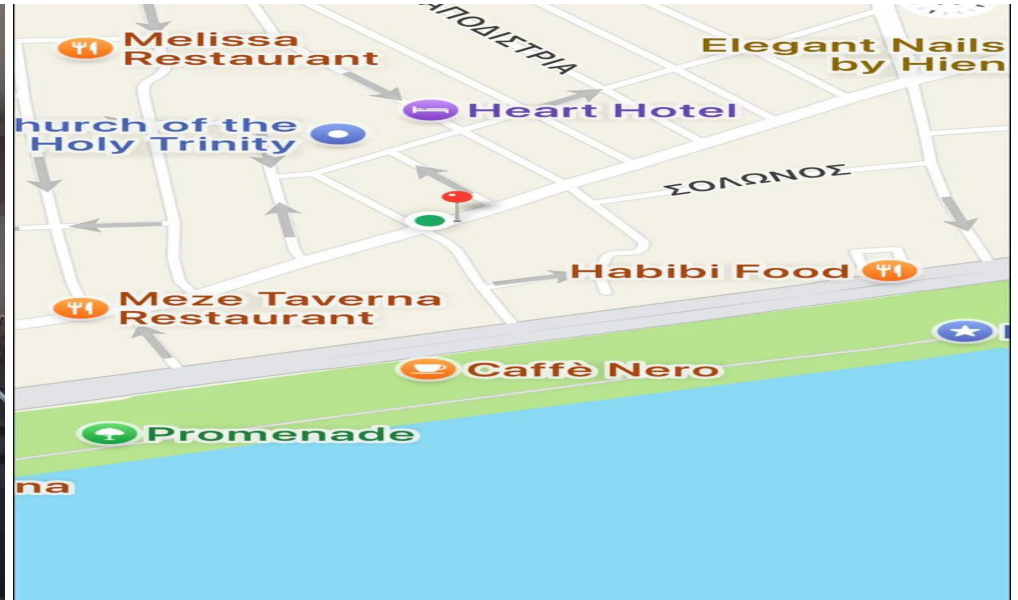 ΑΠΟΔΙΣΤΡΙΑ
Melissa
Restaurant
Elegant Nails
by Hien
Heart Hotel
hurch of the
Holy Trinity
ΣΟΛΩΝΟΣ
Habibi Food
Meze Taverna
Restaurant
Caffè Nero
Promenade
na